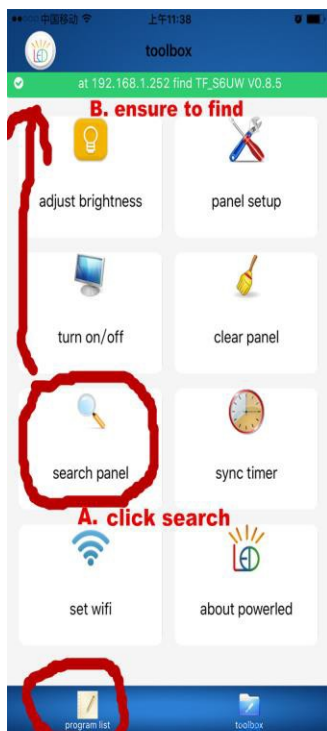 中国移动 上午11:38
toolbox
at 192.168.1.252 find TF_S6UW V0.8.5
B. ensure to find
adjust brightness panel setup
turn on/off clear panel
search panel sync timer
A. click search
LED
set wifi about powerled
program list toolbox